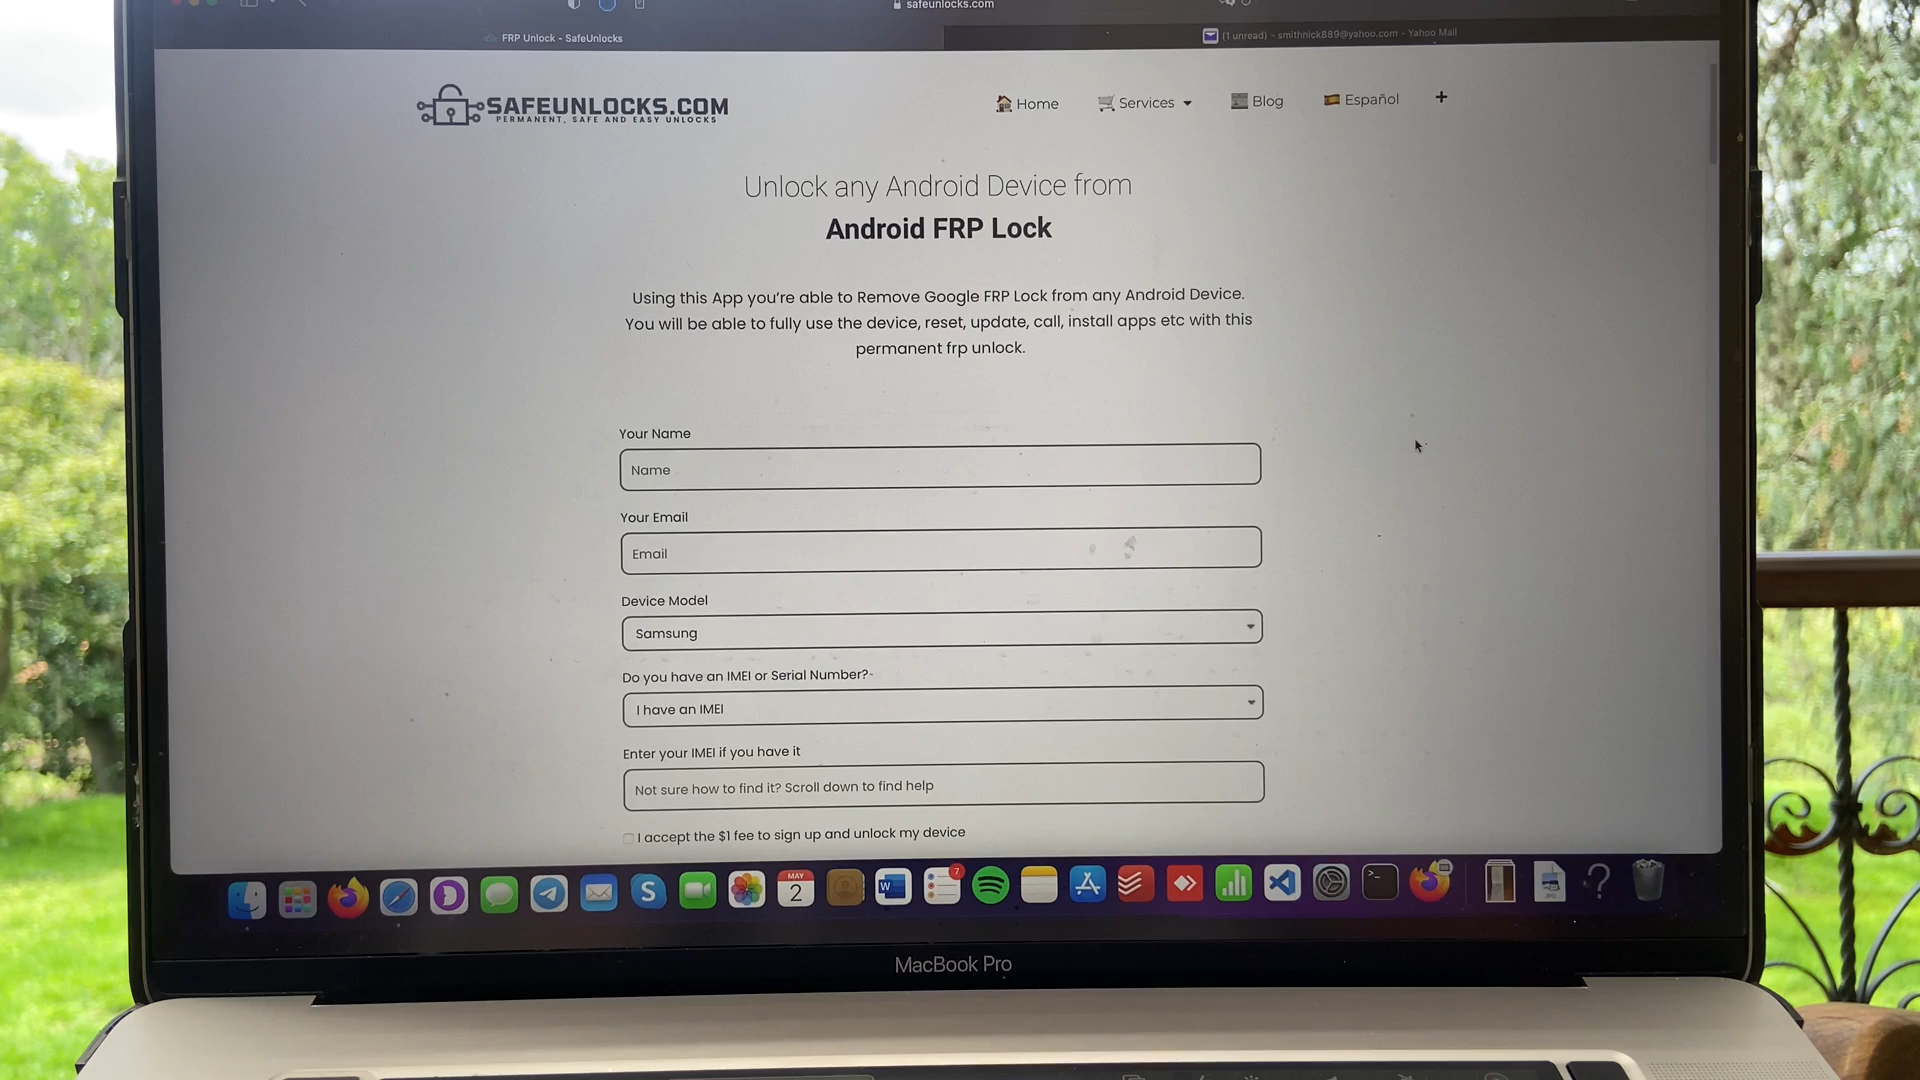 safeunlocks.com
FRP Unlock - SafeUnlocks
(1 unread) - smithnick889@yahoo.com - Yahoo Mail
SAFEUNLOCKS.COM
PERMANENT, SAFE AND EASY UNLOCKS
Home
Services
Blog
Español
+
Unlock any Android Device from
Android FRP Lock
Using this App you’re able to Remove Google FRP Lock from any Android Device.
You will be able to fully use the device, reset, update, call, install apps etc with this
permanent frp unlock.
Your Name
Name
Your Email
Email
Device Model
Samsung
Do you have an IMEI or Serial Number?
I have an IMEI
Enter your IMEI if you have it
Not sure how to find it? Scroll down to find help
I accept the $1 fee to sign up and unlock my device
MAY
2
W
7
MacBook Pro